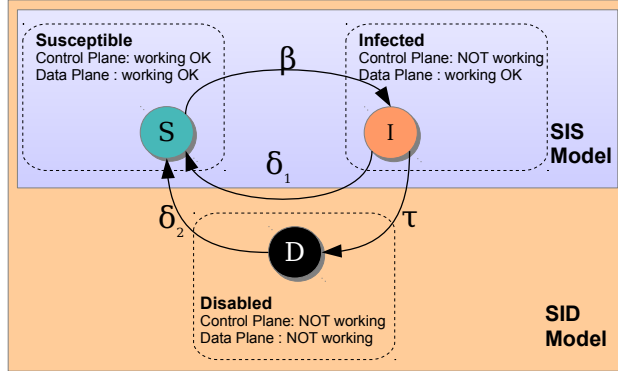 Susceptible
Control Plane: working OK
Data Plane : working OK
Infected
Control Plane: NOT working
Data Plane : working OK
β
S
I
SIS
Model
δ1
δ2
τ
D
Disabled
Control Plane: NOT working
Data Plane : NOT working
SID
Model